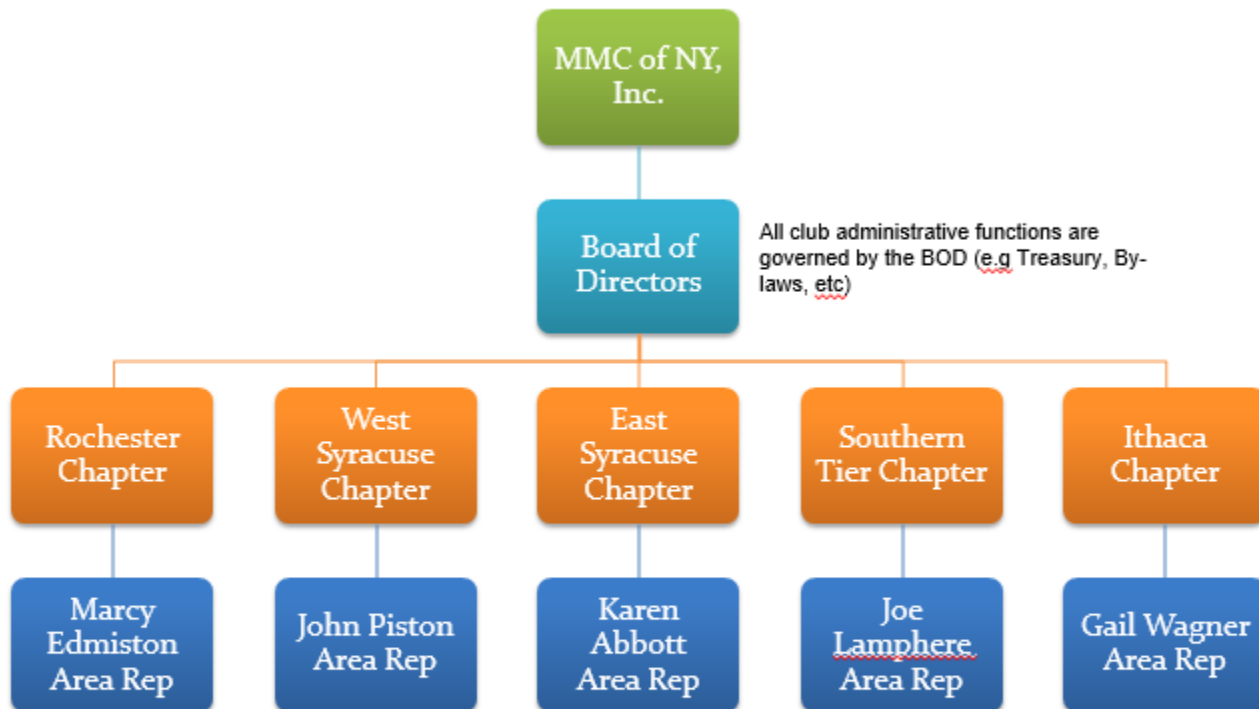 MMC of NY,
Inc.
Board of
Directors
All club administrative functions are
governed by the BOD (e.g Treasury, By-
laws, etc)
Rochester
Chapter
West
Syracuse
Chapter
East
Syracuse
Chapter
Southern
Tier Chapter
Ithaca
Chapter
Marcy
Edmiston
Area Rep
John Piston
Area Rep
Karen
Abbott
Area Rep
Joe
Lamphere
Area Rep
Gail Wagner
Area Rep